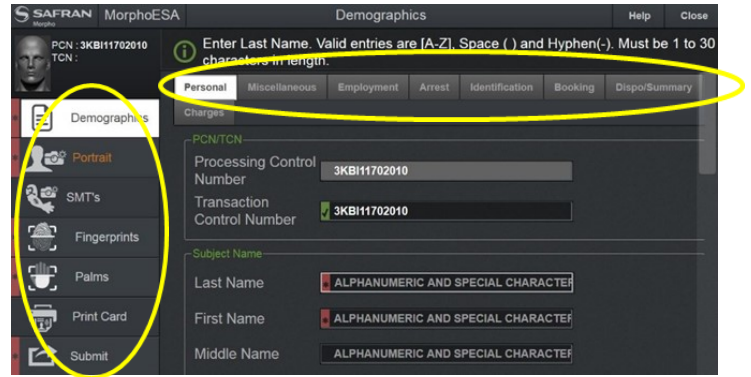 SAFRAN MorphoESA Demographics Help Close
Morpho
PCN : 3KBI11702010
TCN :
Enter Last Name. Valid entries are [A-Z], Space ( ) and Hyphen(-). Must be 1 to 30
characters in length.
Personal Miscellaneous Employment Arrest Identification Booking Dispo/Summary
Charges
Demographics
Portrait
SMT's
Fingerprints
Palms
Print Card
Submit
PCN/TCN
Processing Control
Number
3KBI11702010
Transaction
Control Number
3KBI11702010
Subject Name
Last Name ALPHANUMERIC AND SPECIAL CHARACTER
First Name ALPHANUMERIC AND SPECIAL CHARACTER
Middle Name ALPHANUMERIC AND SPECIAL CHARACTER